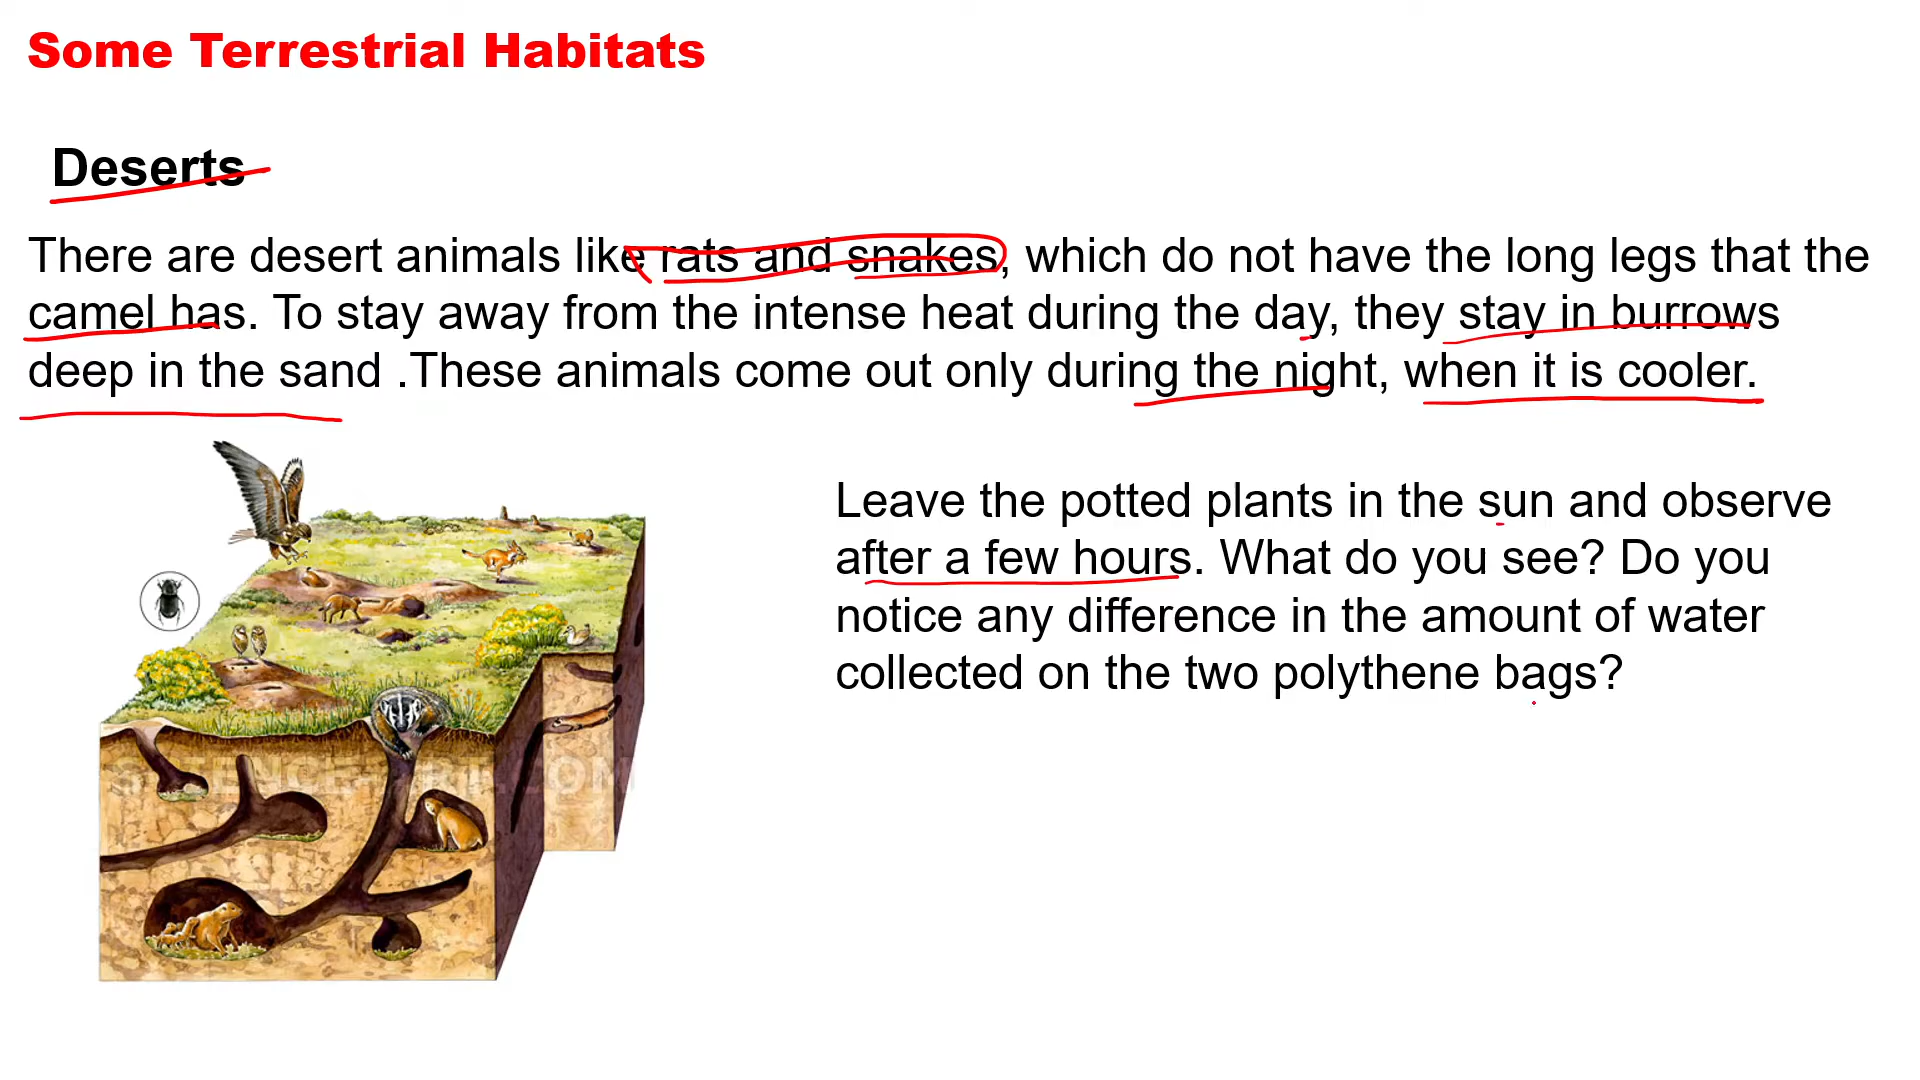 Some Terrestrial Habitats
Deserts
There are desert animals like rats and snakes, which do not have the long legs that the
camel has. To stay away from the intense heat during the day, they stay in burrows
deep in the sand .These animals come out only during the night, when it is cooler.
Leave the potted plants in the sun and observe
after a few hours. What do you see? Do you
notice any difference in the amount of water
collected on the two polythene bags?
SCIENCE-ART.COM